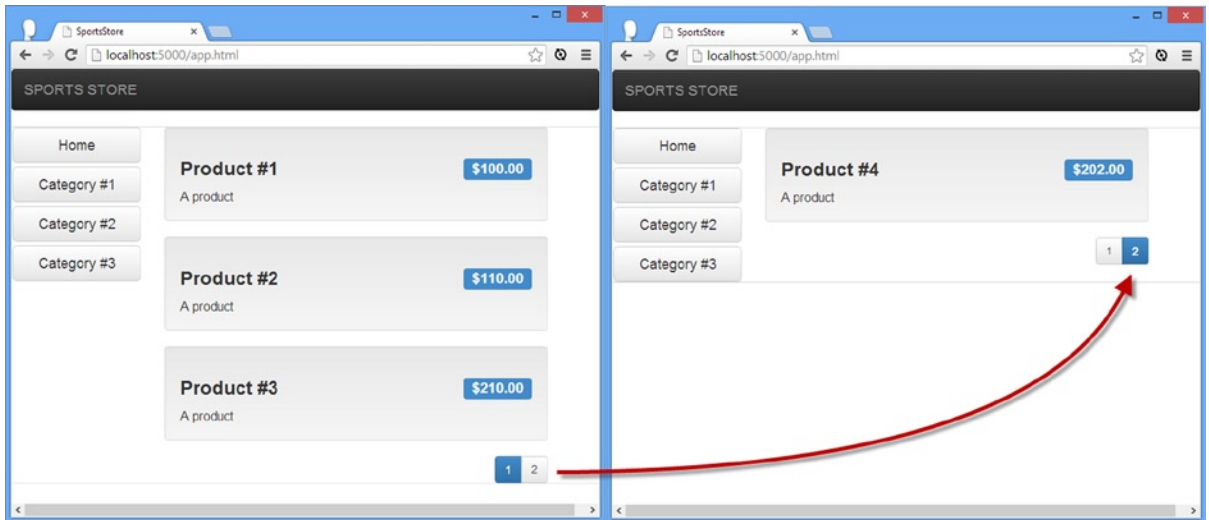 SportsStore
localhost:5000/app.html
SPORTS STORE
Home
Category #1
Category #2
Category #3
Product #1
$100.00
A product
Product #2
$110.00
A product
Product #3
$210.00
A product
1 2
SportsStore
localhost:5000/app.html
SPORTS STORE
Home
Category #1
Category #2
Category #3
Product #4
$202.00
A product
1 2